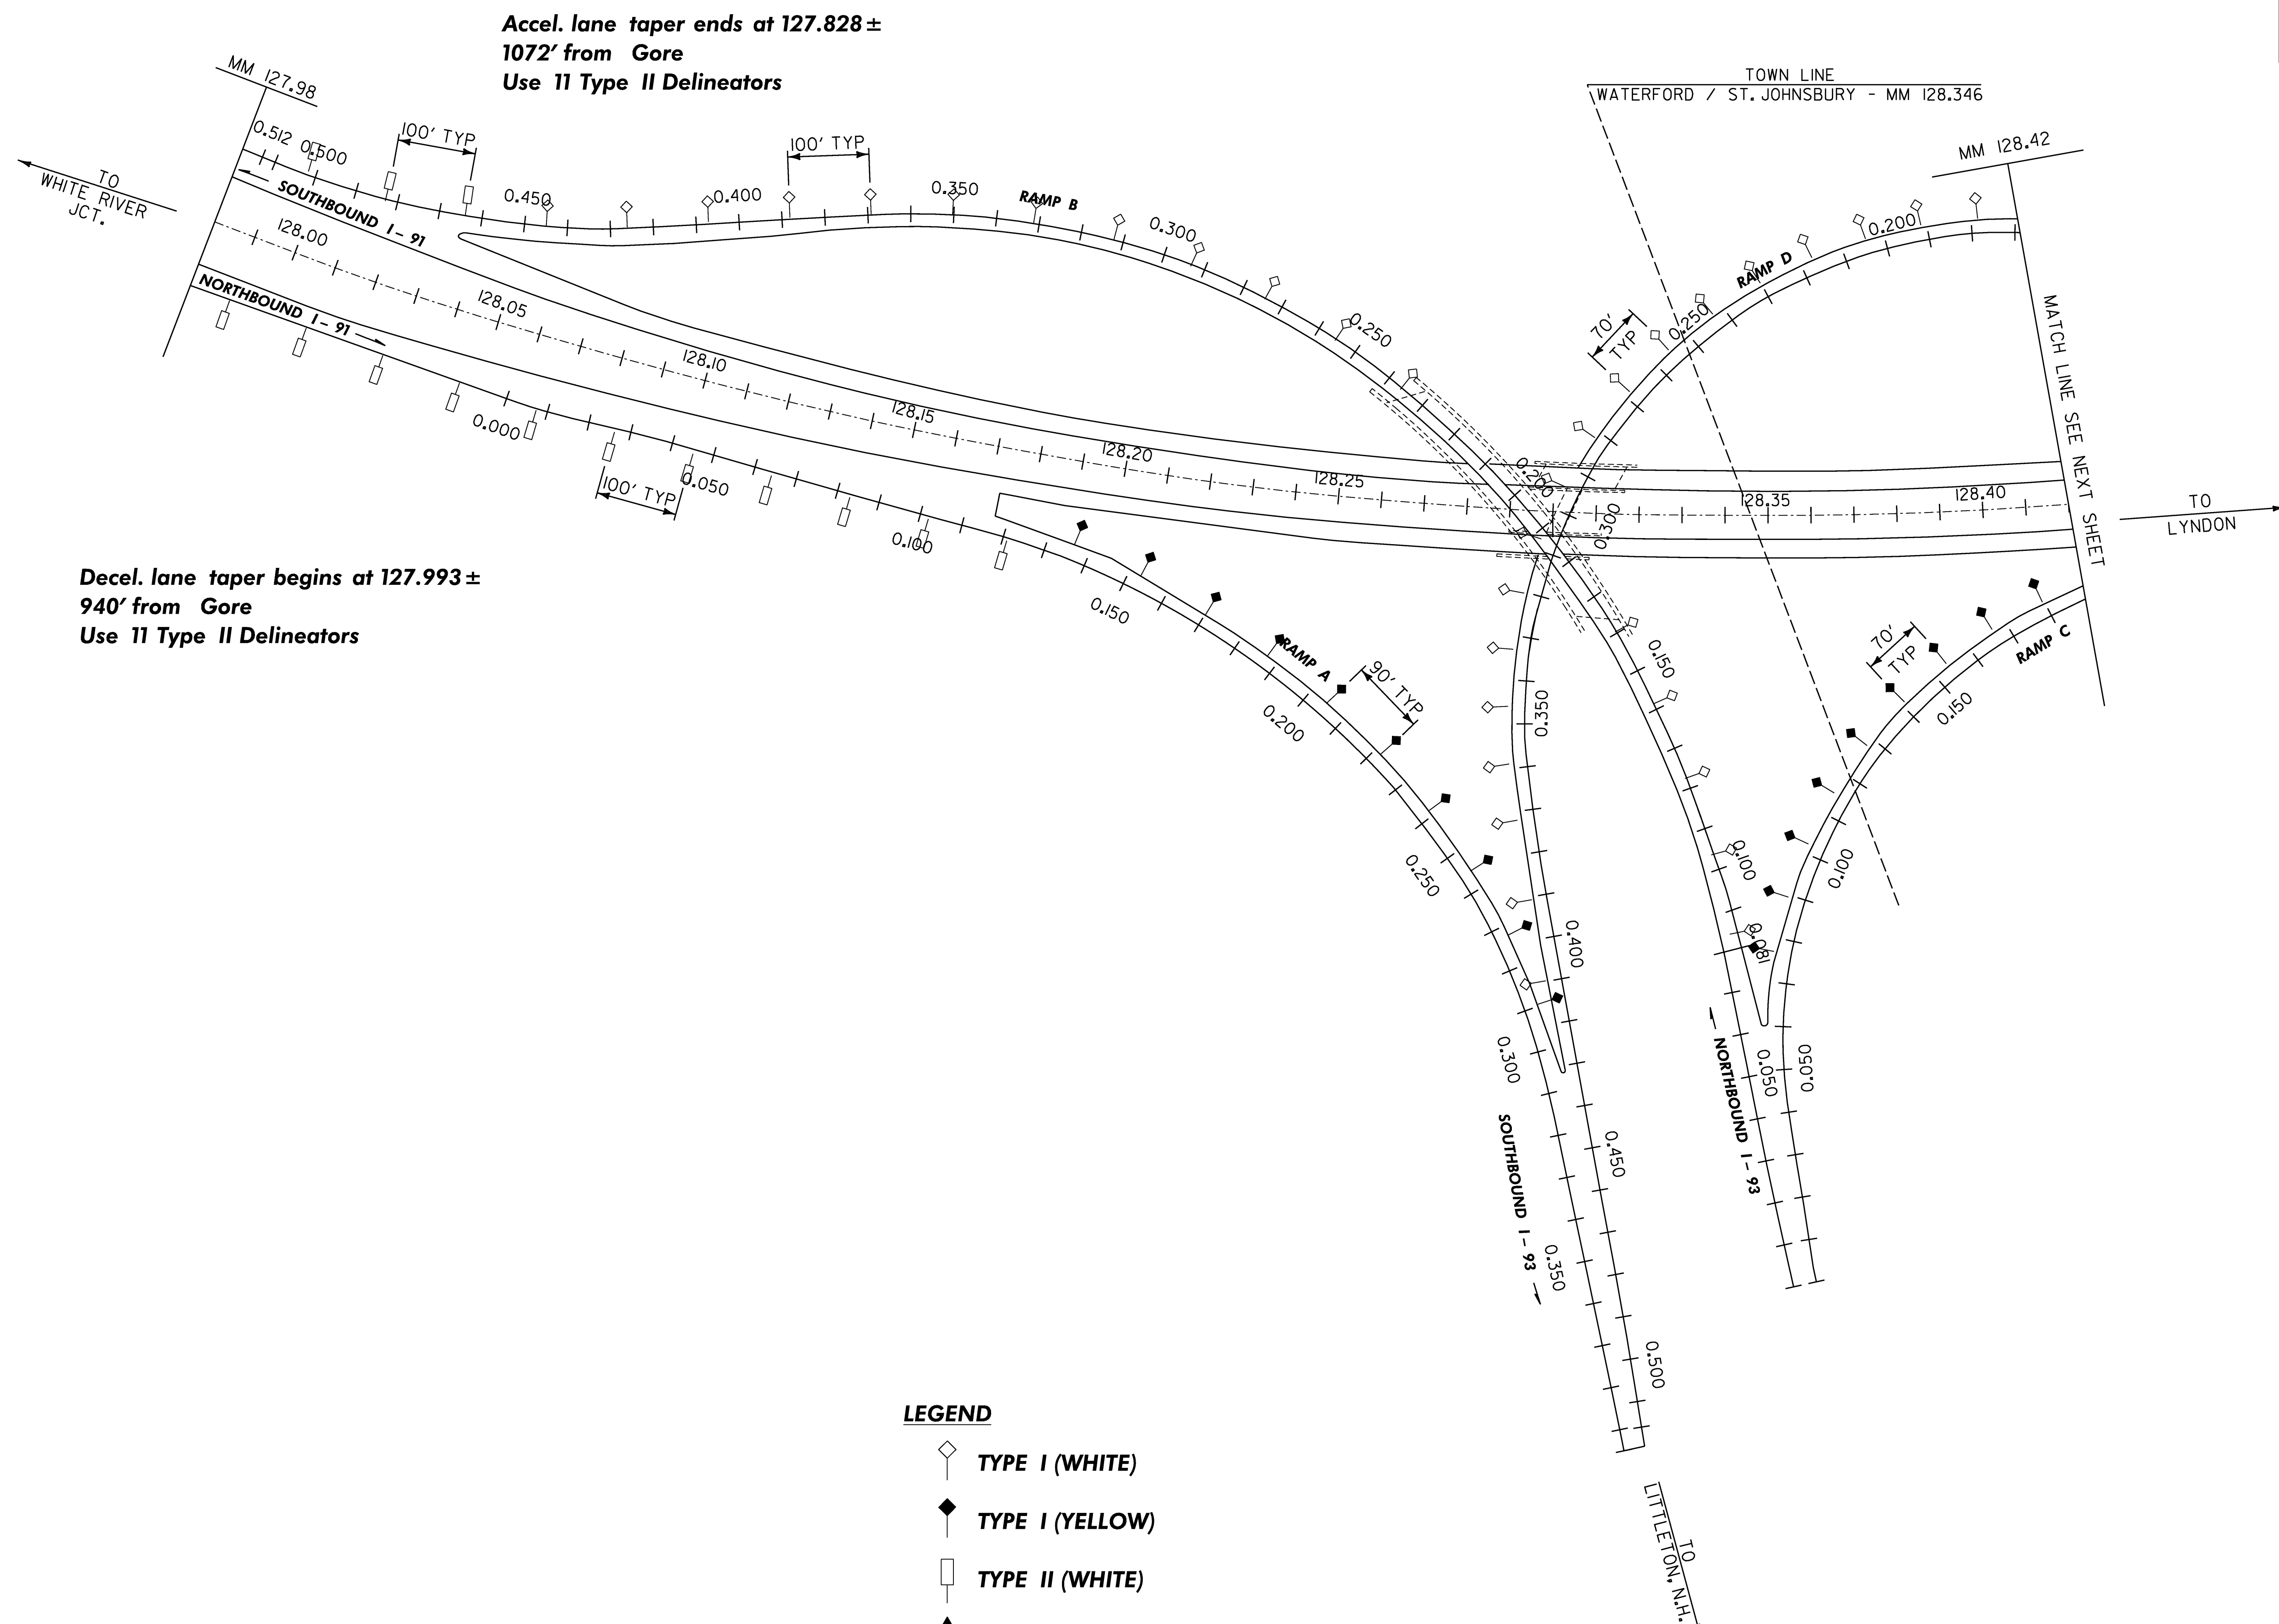 Accel. lane taper ends at 127.828±
1072' from Gore
Use 11 Type II Delineators
MM 127.98
TOWN LINE
WATERFORD / ST. JOHNSBURY - MM 128.346
MM 128.42
TO
WHITE RIVER
JCT.
0.512
0.500
100' TYP
100' TYP
0.450
0.400
0.350
RAMP B
0.300
0.250
0.200
SOUTHBOUND I-91
NORTHBOUND I-91
128.00
128.05
128.10
128.15
128.20
128.25
128.35
128.40
RAMP D
0.200
0.250
70'
TYP
0.300
MATCH LINE SEE NEXT SHEET
TO
LYNDON
0.000
0.050
100' TYP
0.100
0.150
RAMP A
90' TYP
0.200
0.250
0.300
0.350
Decel. lane taper begins at 127.993±
940' from Gore
Use 11 Type II Delineators
0.350
0.400
0.450
0.500
0.150
0.100
0.081
0.050
70'
TYP
RAMP C
0.150
0.100
0.050
SOUTHBOUND I-93
NORTHBOUND I-93
TO
LITTLETON, N.H.
LEGEND
TYPE I (WHITE)
TYPE I (YELLOW)
TYPE II (WHITE)